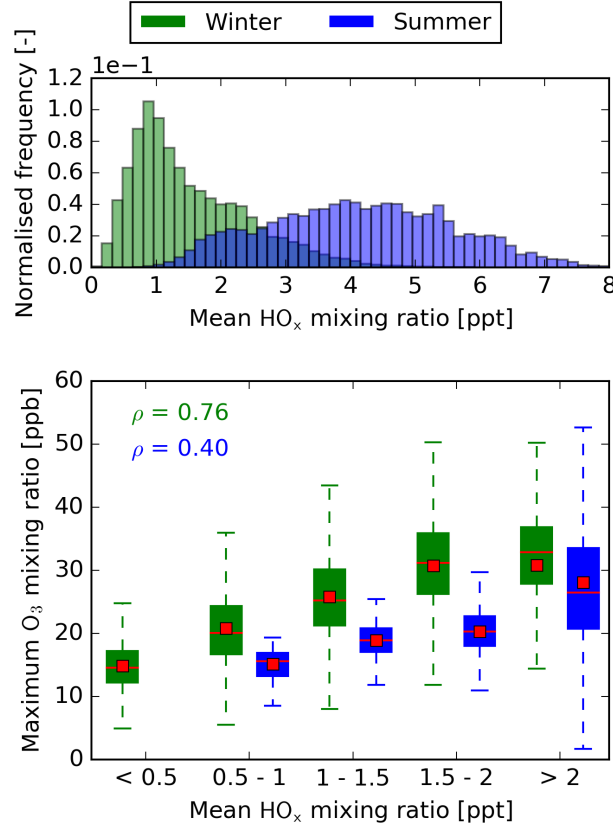 Winter Summer
1e−1
Normalised frequency [-]
1.2
1.0
0.8
0.6
0.4
0.2
0.0
0 1 2 3 4 5 6 7 8
Mean HOₓ mixing ratio [ppt]
Maximum O₃ mixing ratio [ppb]
60
50
40
30
20
10
0
ρ = 0.76
ρ = 0.40
< 0.5 0.5 - 1 1 - 1.5 1.5 - 2 > 2
Mean HOₓ mixing ratio [ppt]